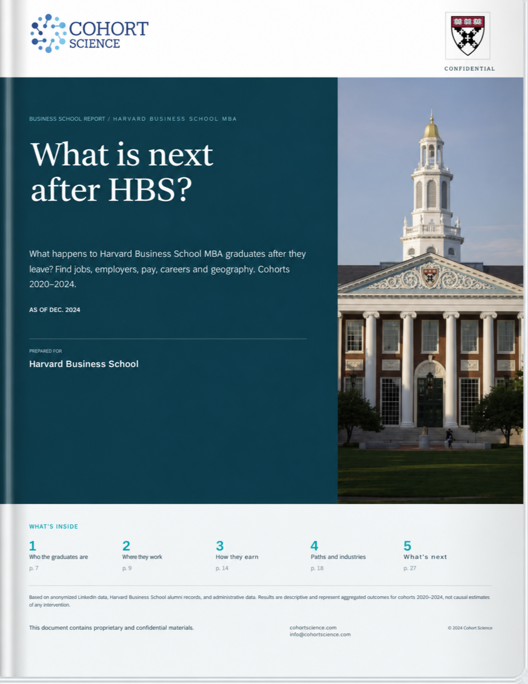 COHORT
SCIENCE
CONFIDENTIAL
BUSINESS SCHOOL REPORT / HARVARD BUSINESS SCHOOL MBA
What is next
after HBS?
What happens to Harvard Business School MBA graduates after they
leave? Find jobs, employers, pay, careers and geography. Cohorts
2020–2024.
AS OF DEC. 2024
PREPARED FOR
Harvard Business School
WHAT'S INSIDE
1
Who the graduates are
p. 7
2
Where they work
p. 9
3
How they earn
p. 14
4
Paths and industries
p. 18
5
What's next
p. 27
Based on anonymized LinkedIn data, Harvard Business School alumni records, and administrative data. Results are descriptive and represent aggregated outcomes for cohorts 2020–2024, not causal estimates
of any intervention.
This document contains proprietary and confidential materials.
cohortscience.com
info@cohortscience.com
© 2024 Cohort Science